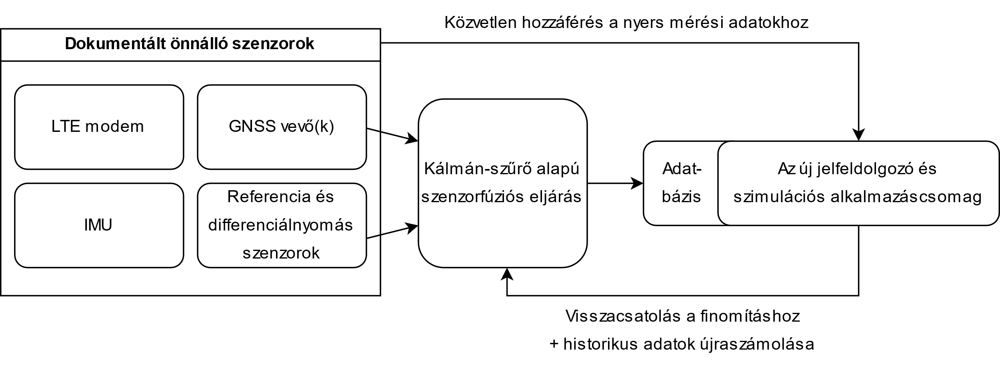 Közvetlen hozzáférés a nyers mérési adatokhoz
Dokumentált önnálló szenzorok
LTE modem
GNSS vevő(k)
IMU
Referencia és
differenciálnyomás
szenzorok
Kálmán-szűrő alapú
szenzorfúziós eljárás
Adat-
bázis
Az új jelfeldolgozó és
szimulációs alkalmazáscsomag
Visszacsatolás a finomításhoz
+ historikus adatok újraszámolása